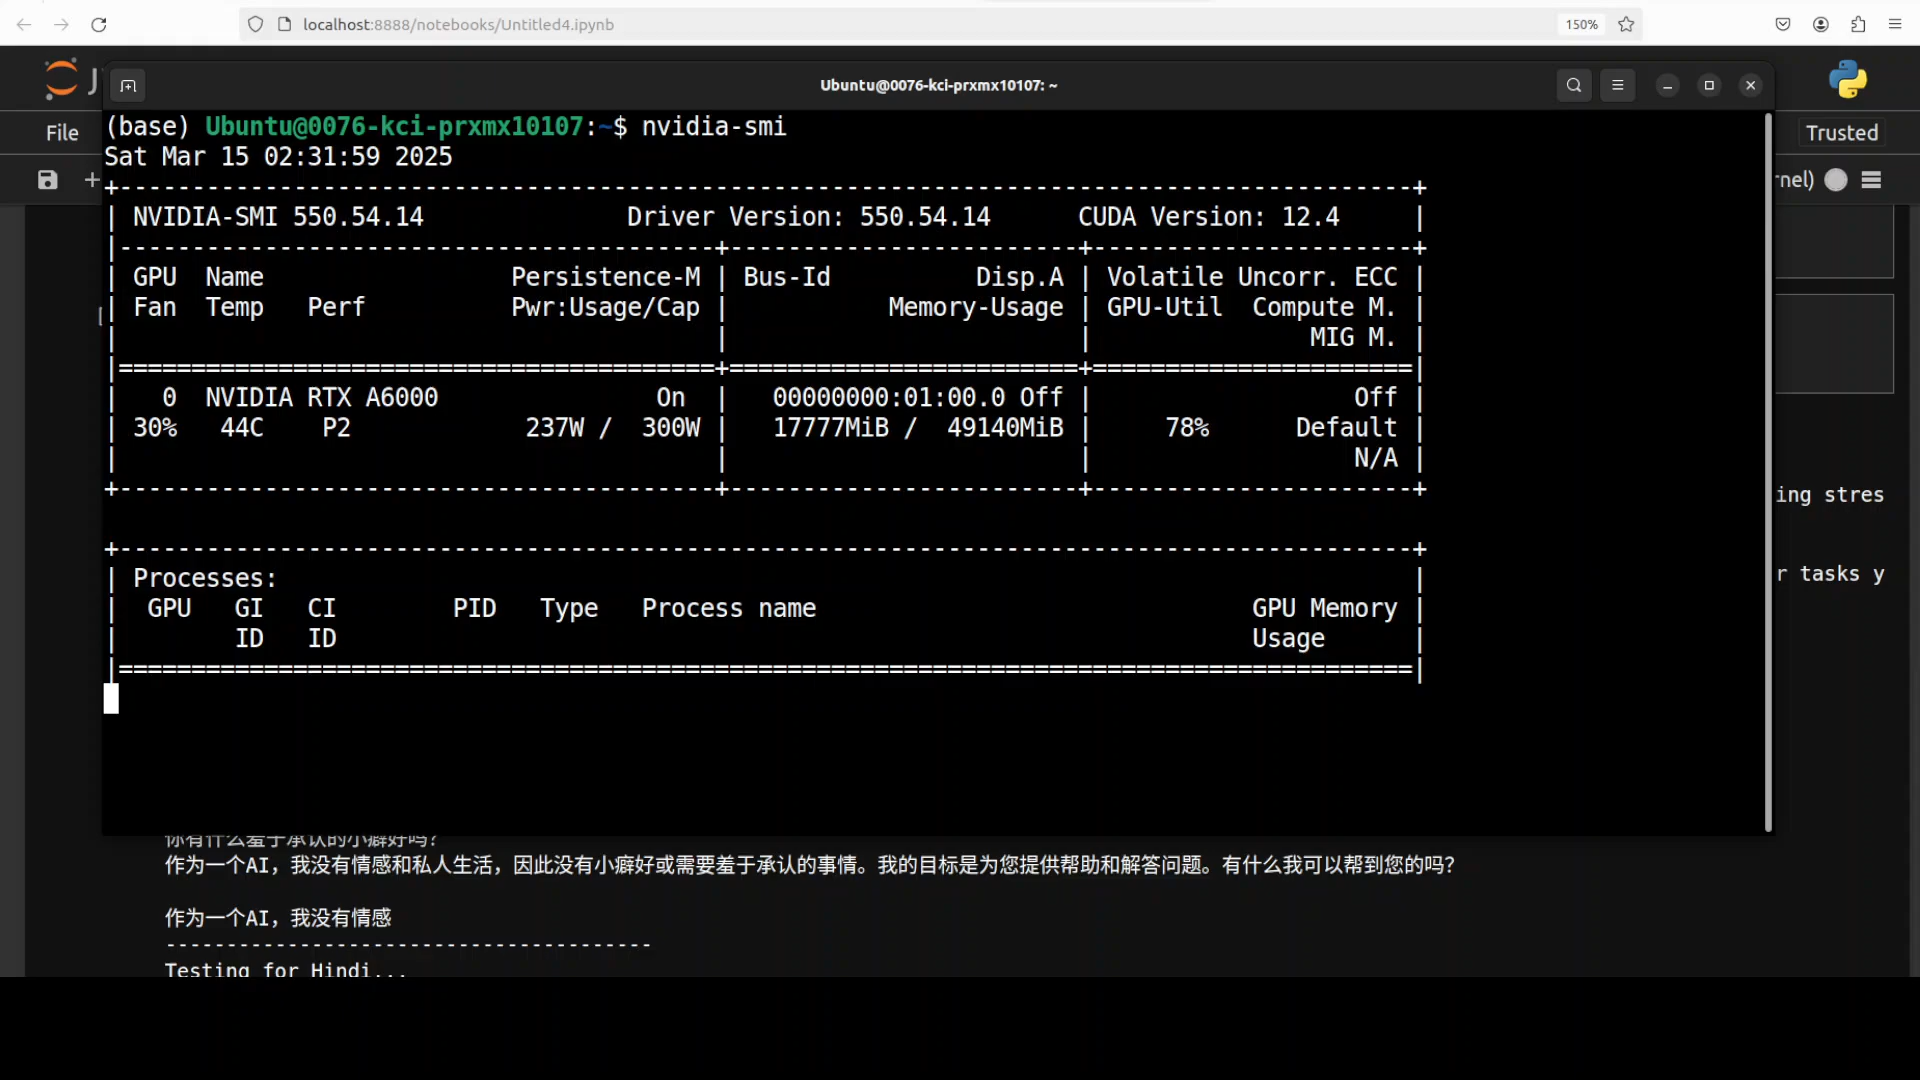 localhost:8888/notebooks/Untitled4.ipynb
150%
Ubuntu@0076-kci-prxmx10107: ~
File
Trusted
(base) Ubuntu@0076-kci-prxmx10107:~$ nvidia-smi
Sat Mar 15 02:31:59 2025
+-----------------------------------------------------------------------------------------+
| NVIDIA-SMI 550.54.14              Driver Version: 550.54.14      CUDA Version: 12.4     |
|-----------------------------------------+------------------------+----------------------+
| GPU  Name                 Persistence-M | Bus-Id          Disp.A | Volatile Uncorr. ECC |
| Fan  Temp   Perf          Pwr:Usage/Cap |           Memory-Usage | GPU-Util  Compute M. |
|                                         |                        |               MIG M. |
|=========================================+========================+======================|
|   0  NVIDIA RTX A6000               On  |   00000000:01:00.0 Off |                  Off |
| 30%   44C    P2            237W /  300W |   17777MiB /  49140MiB |     78%      Default |
|                                         |                        |                  N/A |
+-----------------------------------------+------------------------+----------------------+
+-----------------------------------------------------------------------------------------+
| Processes:                                                                              |
|  GPU   GI   CI        PID   Type   Process name                              GPU Memory |
|        ID   ID                                                               Usage      |
|=========================================================================================|
nel)
ing stres
r tasks y
你有什么羞于承认的小癖好吗?
作为一个AI，我没有情感和私人生活，因此没有小癖好或需要羞于承认的事情。我的目标是为您提供帮助和解答问题。有什么我可以帮到您的吗?
作为一个AI，我没有情感
----------------------------------------
Testing for Hindi...